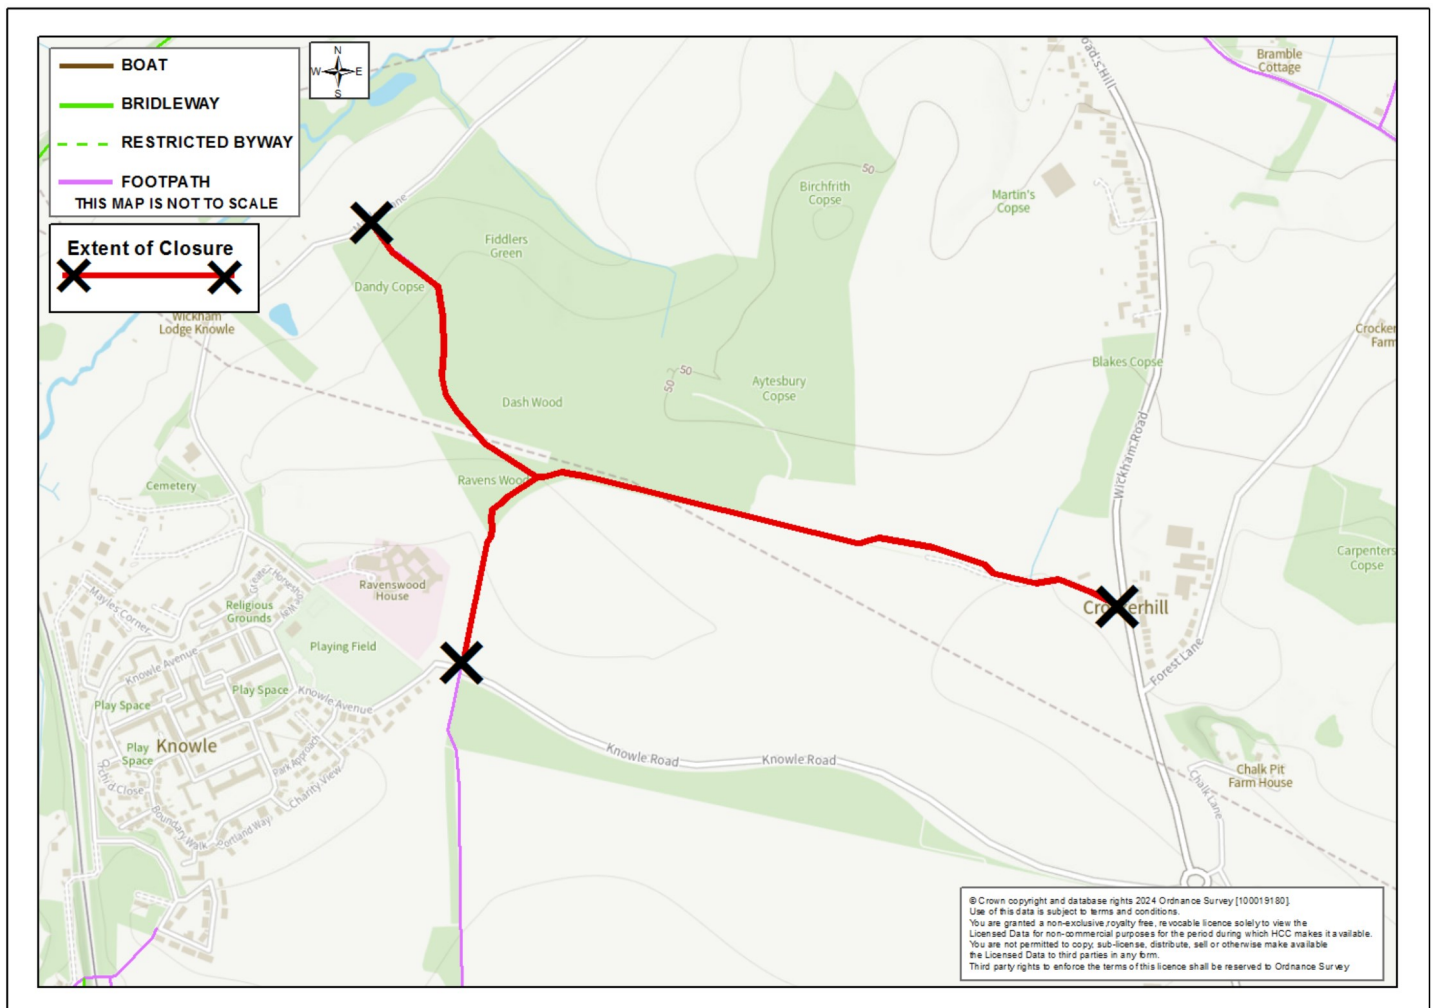 BOAT
BRIDLEWAY
RESTRICTED BYWAY
FOOTPATH
THIS MAP IS NOT TO SCALE
N
W E
S
Extent of Closure
Bramble
Cottage
Birchfrith
Copse
50
Martin's
Copse
Fiddlers
Green
Dandy Copse
Wickham
Lodge Knowle
Crocker
Farm
Blakes Copse
50
50
Aytesbury
Copse
Dash Wood
Wickham Road
Ravens Wood
Cemetery
Carpenters
Copse
Ravenswood
House
Religious
Grounds
Mayles Corner
Playing Field
Forest Lane
Knowle Avenue
Play Space
Knowle Avenue
Play Space
Play
Space
Knowle
Knowle Road
Knowle Road
Park Approach
Charity View
Chalk Pit
Farm House
Chalk Lane
Boundary Walk
Portland Way
© Crown copyright and database rights 2024 Ordnance Survey [100019180].
Use of this data is subject to terms and conditions.
You are granted a non-exclusive,royalty free, revocable licence solely to view the
Licensed Data for non-commercial purposes for the period during which HCC makes it available.
You are not permitted to copy, sub-license, distribute, sell or otherwise make available
the Licensed Data to third parties in any form.
Third party rights to enforce the terms of this licence shall be reserved to Ordnance Survey